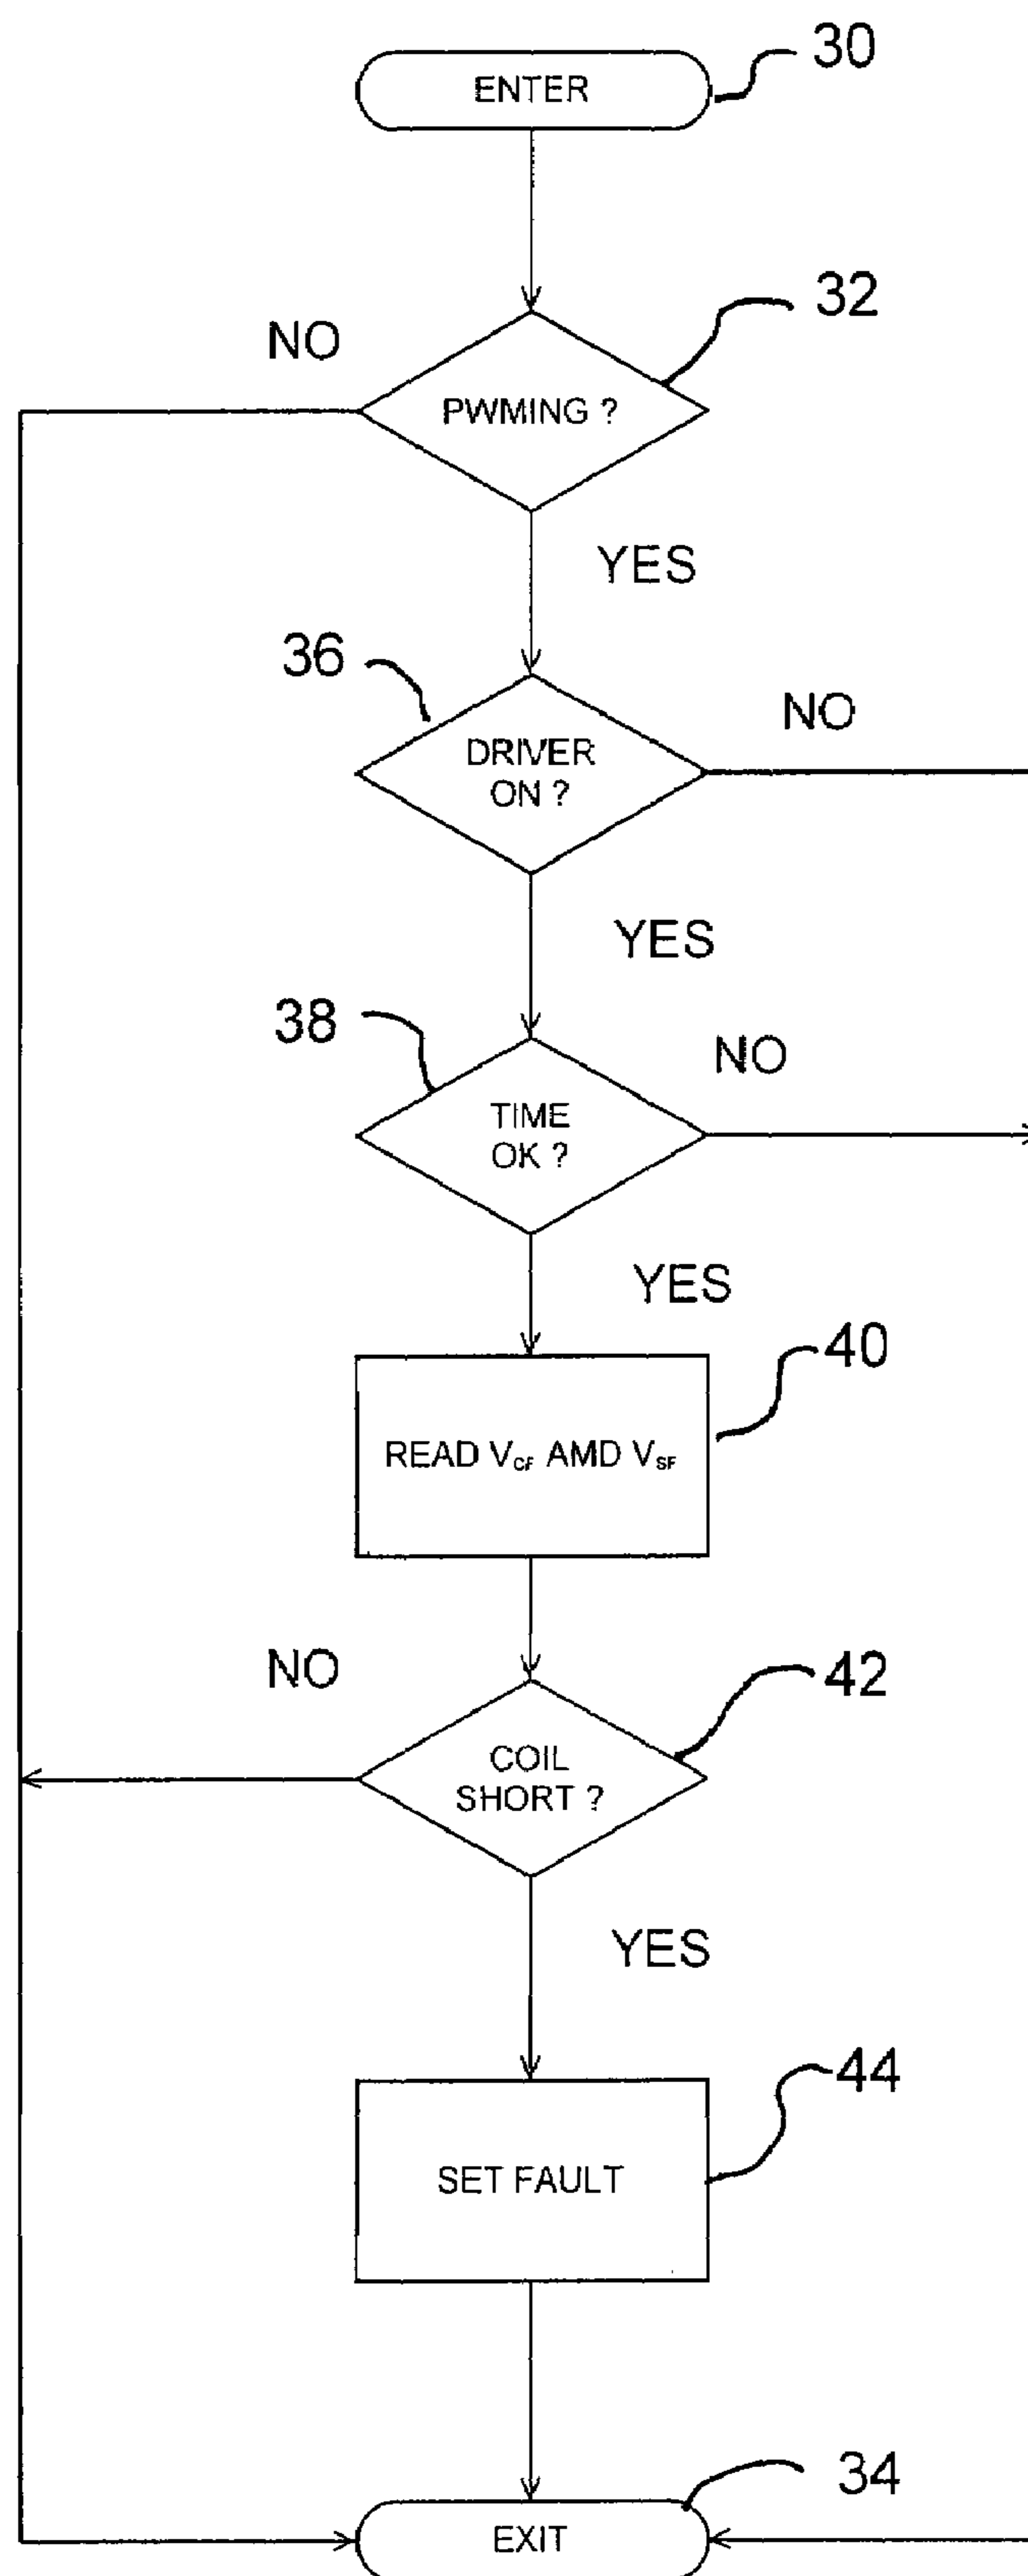 30
ENTER
32
NO
PWMING ?
YES
36
NO
DRIVER
ON ?
YES
38
NO
TIME
OK ?
YES
40
READ VCF AMD VSF
NO
42
COIL
SHORT ?
YES
44
SET FAULT
34
EXIT